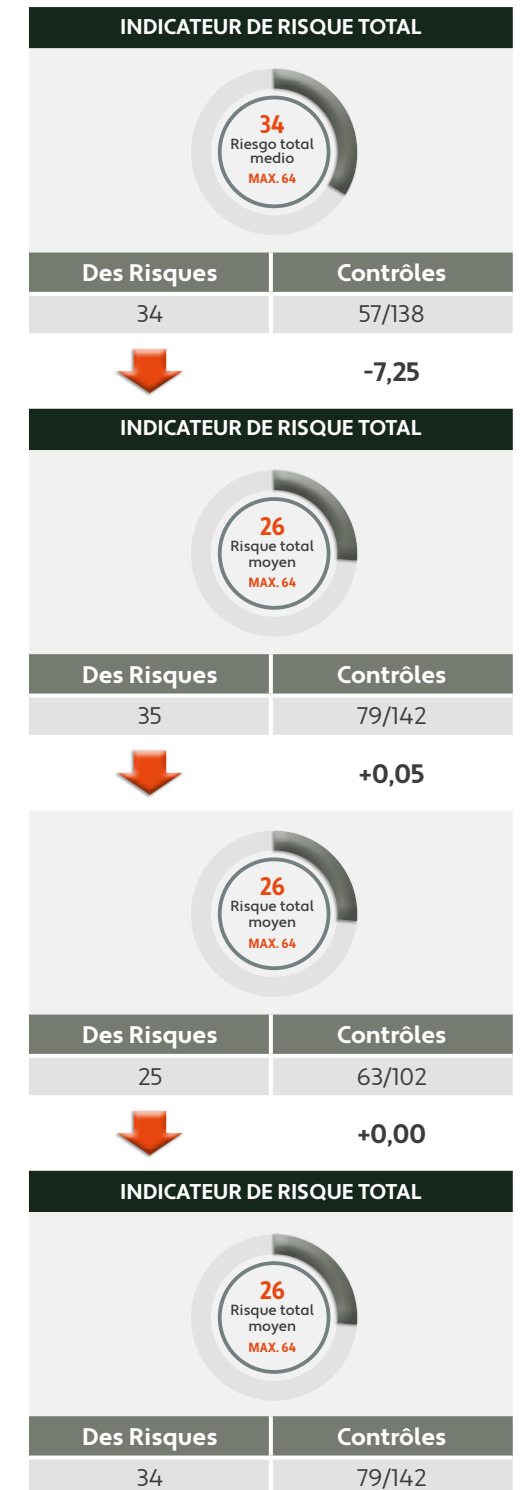 INDICATEUR DE RISQUE TOTAL
34
Riesgo total
medio
MAX. 64
Des Risques Contrôles
34 57/138
-7,25
INDICATEUR DE RISQUE TOTAL
26
Risque total
moyen
MAX. 64
Des Risques Contrôles
35 79/142
+0,05
26
Risque total
moyen
MAX. 64
Des Risques Contrôles
25 63/102
+0,00
INDICATEUR DE RISQUE TOTAL
26
Risque total
moyen
MAX. 64
Des Risques Contrôles
34 79/142